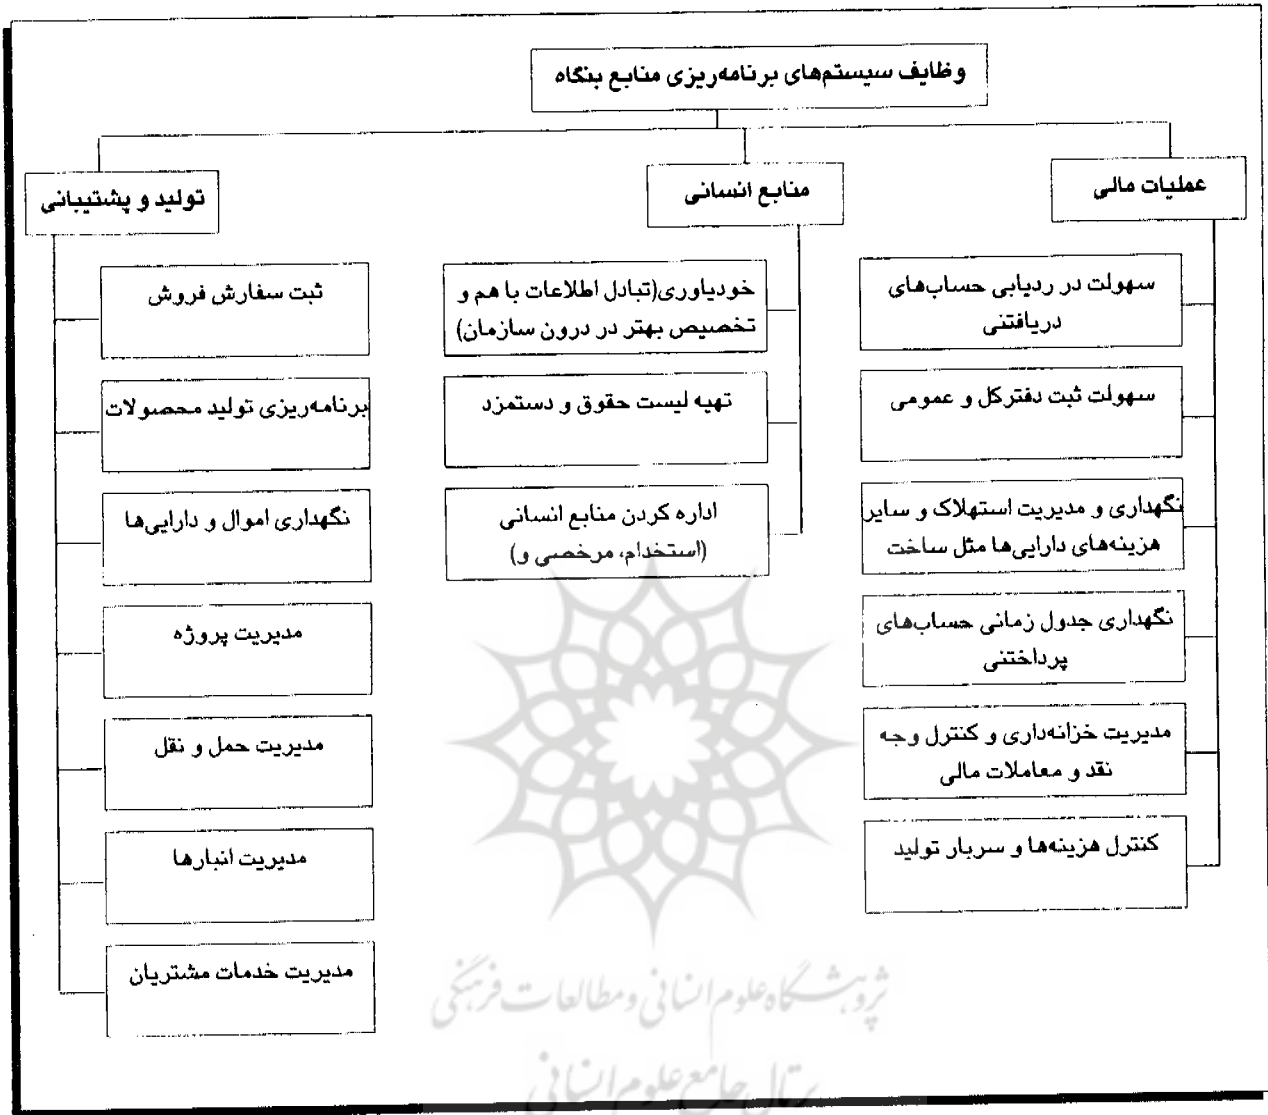 وظایف سیستم‌های برنامه‌ریزی منابع بنگاه
عملیات مالی
سهولت در ردیابی حساب‌های
دریافتنی
سهولت ثبت دفترکل و عمومی
نگهداری و مدیریت استهلاک و سایر
هزینه‌های دارایی‌ها مثل ساخت
نگهداری جدول زمانی حساب‌های
پرداختنی
مدیریت خزانه‌داری و کنترل وجه
نقد و معاملات مالی
کنترل هزینه‌ها و سربار تولید
منابع انسانی
خودیاوری(تبادل اطلاعات با هم و
تخصیص بهتر در درون سازمان)
تهیه لیست حقوق و دستمزد
اداره کردن منابع انسانی
(استخدام، مرخصی و)
تولید و پشتیبانی
ثبت سفارش فروش
برنامه‌ریزی تولید محصولات
نگهداری اموال و دارایی‌ها
مدیریت پروژه
مدیریت حمل و نقل
مدیریت انبارها
مدیریت خدمات مشتریان
پژوهشگاه علوم انسانی و مطالعات فرهنگی
پرتال جامع علوم انسانی